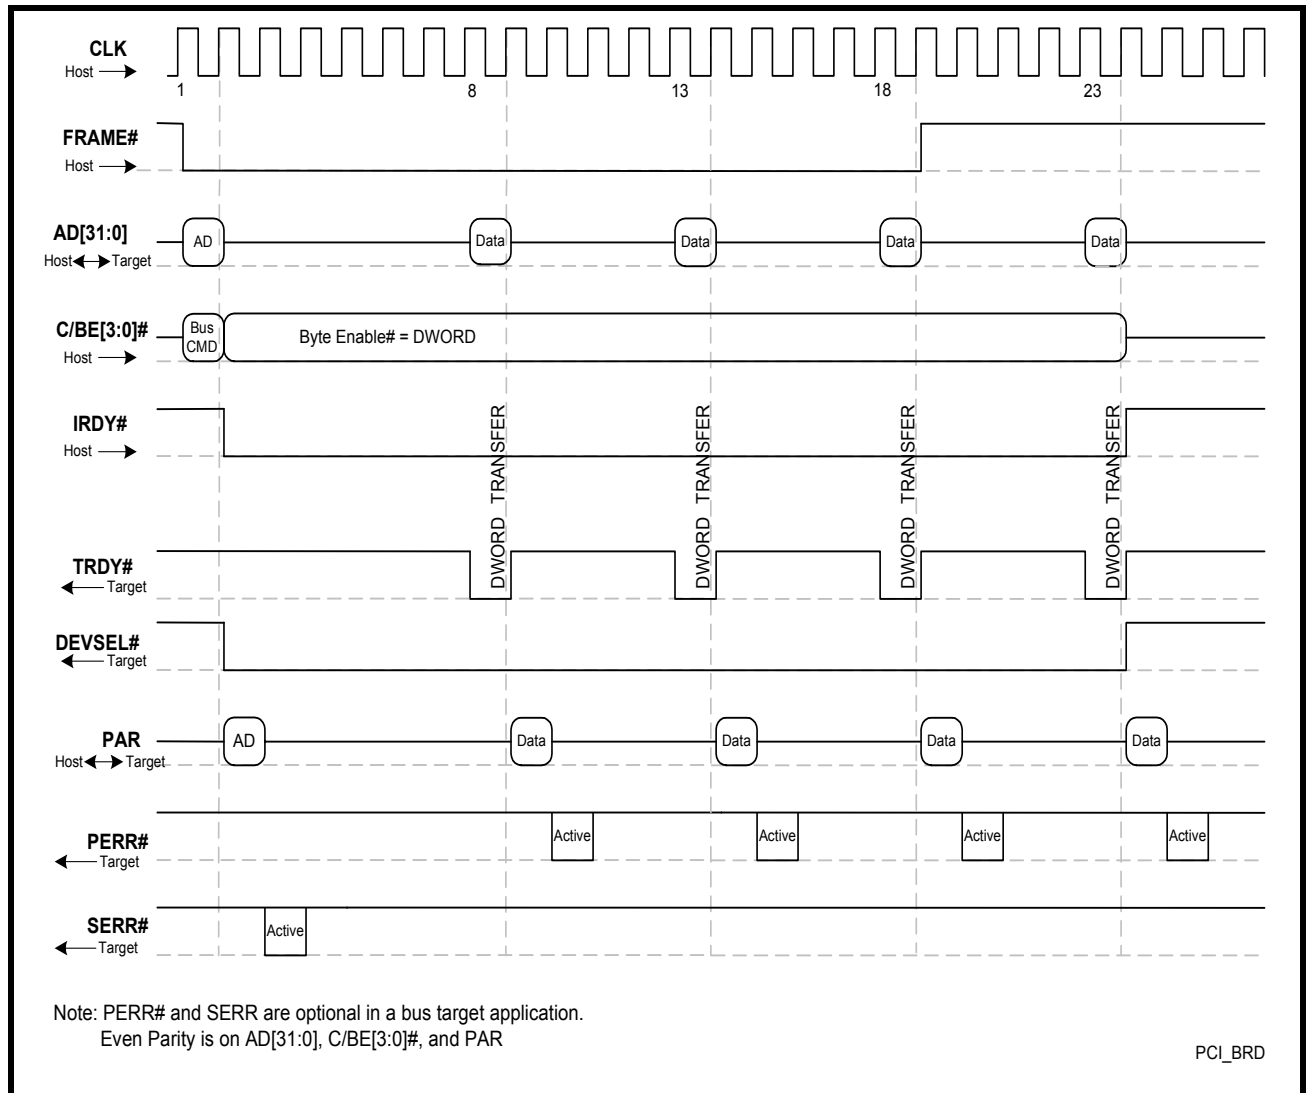 CLK
Host
1 8 13 18 23
FRAME#
Host
AD[31:0]
Host Target
AD Data Data Data Data
C/BE[3:0]#
Host
Bus
CMD
Byte Enable# = DWORD
IRDY#
Host
DWORD TRANSFER
DWORD TRANSFER
DWORD TRANSFER
DWORD TRANSFER
TRDY#
Target
DEVSEL#
Target
PAR
Host Target
AD Data Data Data Data
PERR#
Target
Active Active Active Active
SERR#
Target
Active
Note: PERR# and SERR are optional in a bus target application.
Even Parity is on AD[31:0], C/BE[3:0]#, and PAR
PCI_BRD